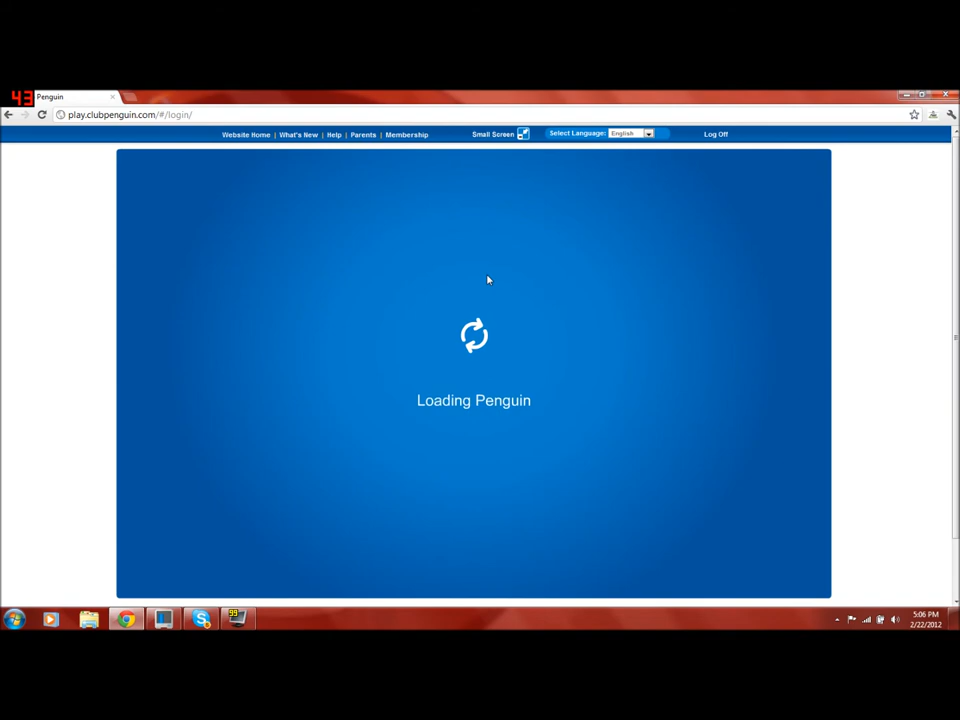 43
Penguin
play.clubpenguin.com/#/login/
Website Home | What's New | Help | Parents | Membership
Small Screen
Select Language: English
Log Off
Loading Penguin
99
5:06 PM
2/22/2012